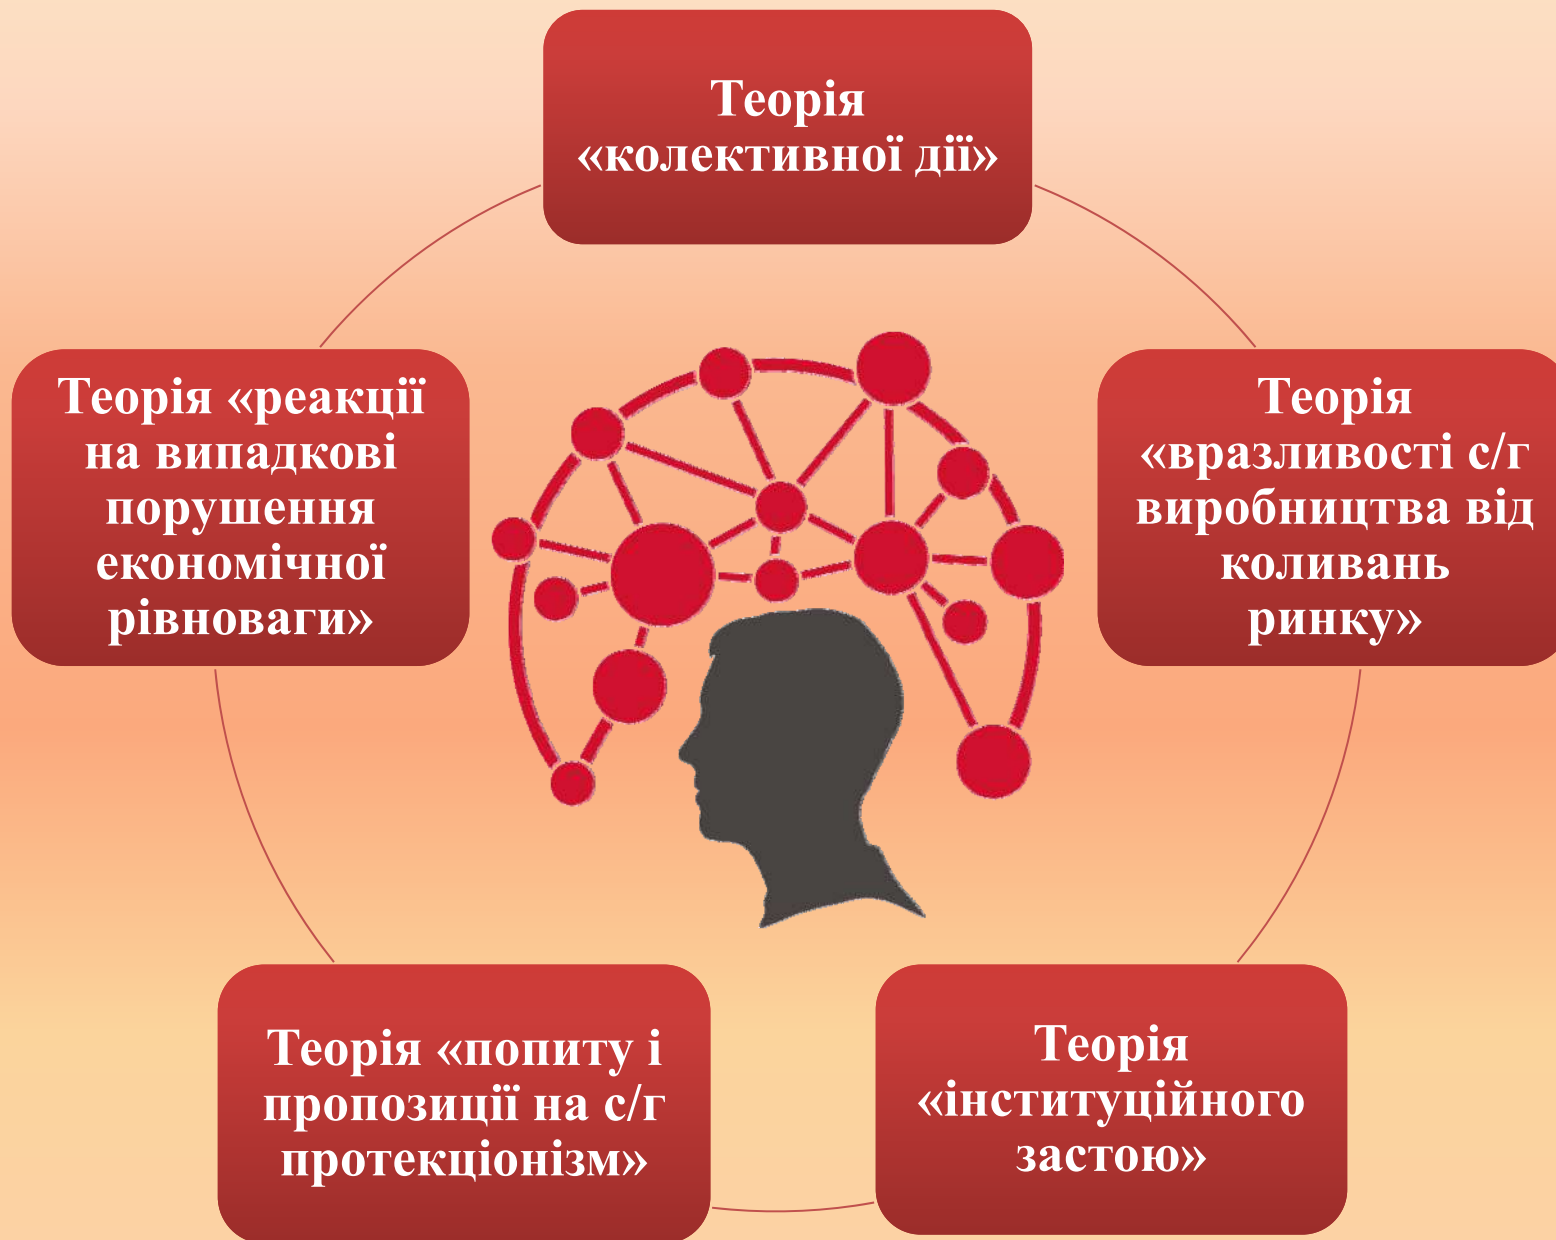 Теорія
«колективної дії»
Теорія «реакції
на випадкові
порушення
економічної
рівноваги»
Теорія
«вразливості с/г
виробництва від
коливань
ринку»
Теорія «попиту і
пропозиції на с/г
протекціонізм»
Теорія
«інституційного
застою»